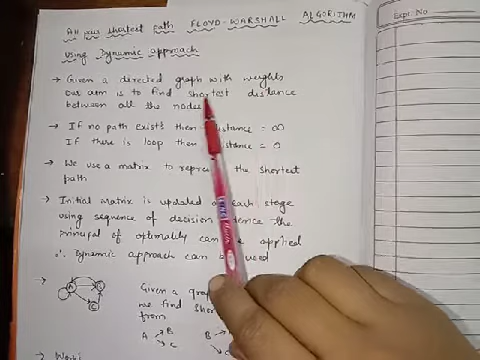 All pairs shortest path FLOYD-WARSHALL ALGORITHM
Using Dynamic approach
→ Given a directed graph with weights
our aim is to find shortest distance
between all the nodes
→ If no path exists then distance = ∞
If there is loop then distance = 0
→ We use a matrix to represent the shortest
path
→ Initial matrix is updated at each stage
using sequence of decision hence the
principal of optimality can be applied
∴ Dynamic approach can be used
→ A B C Given a
we find
from
A → B B
→ C
→
Expt. No